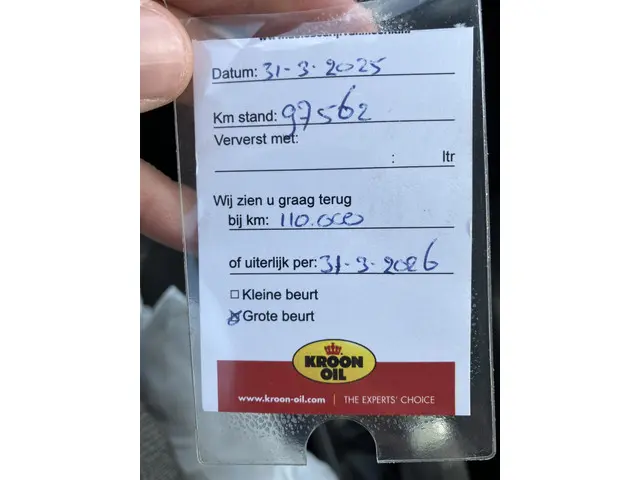 Datum: 31-3-2025
Km stand: 97562
Ververst met:
: ltr
Wij zien u graag terug
bij km: 110.000
of uiterlijk per: 31-3-2026
Kleine beurt
Grote beurt
KROON
OIL
www.kroon-oil.com | THE EXPERTS' CHOICE